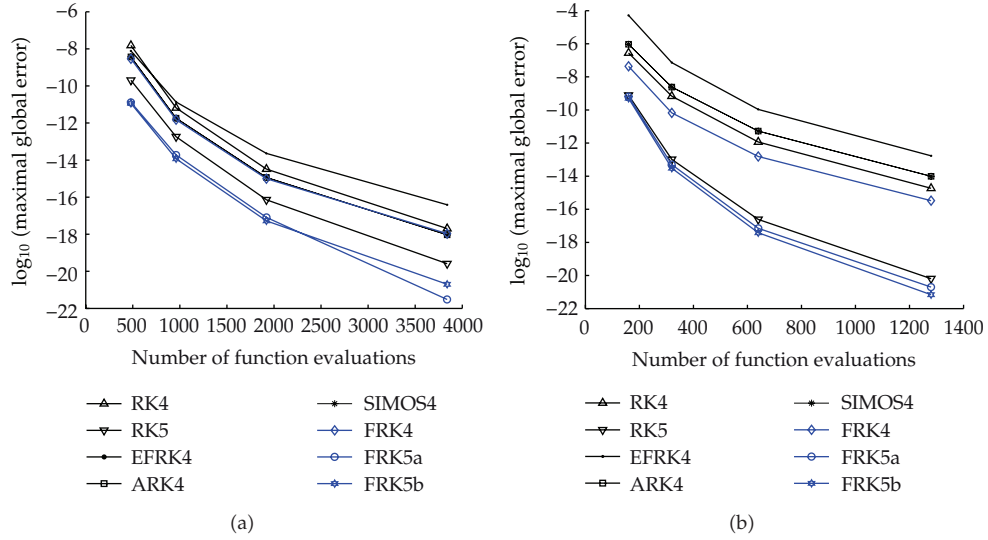 −6
−8
−10
−12
−14
−16
−18
−20
−22
log10 (maximal global error)
0 500 1000 1500 2000 2500 3000 3500 4000
Number of function evaluations
RK4
RK5
EFRK4
ARK4
SIMOS4
FRK4
FRK5a
FRK5b
(a)
−4
−6
−8
−10
−12
−14
−16
−18
−20
−22
log10 (maximal global error)
0 200 400 600 800 1000 1200 1400
Number of function evaluations
RK4
RK5
EFRK4
ARK4
SIMOS4
FRK4
FRK5a
FRK5b
(b)